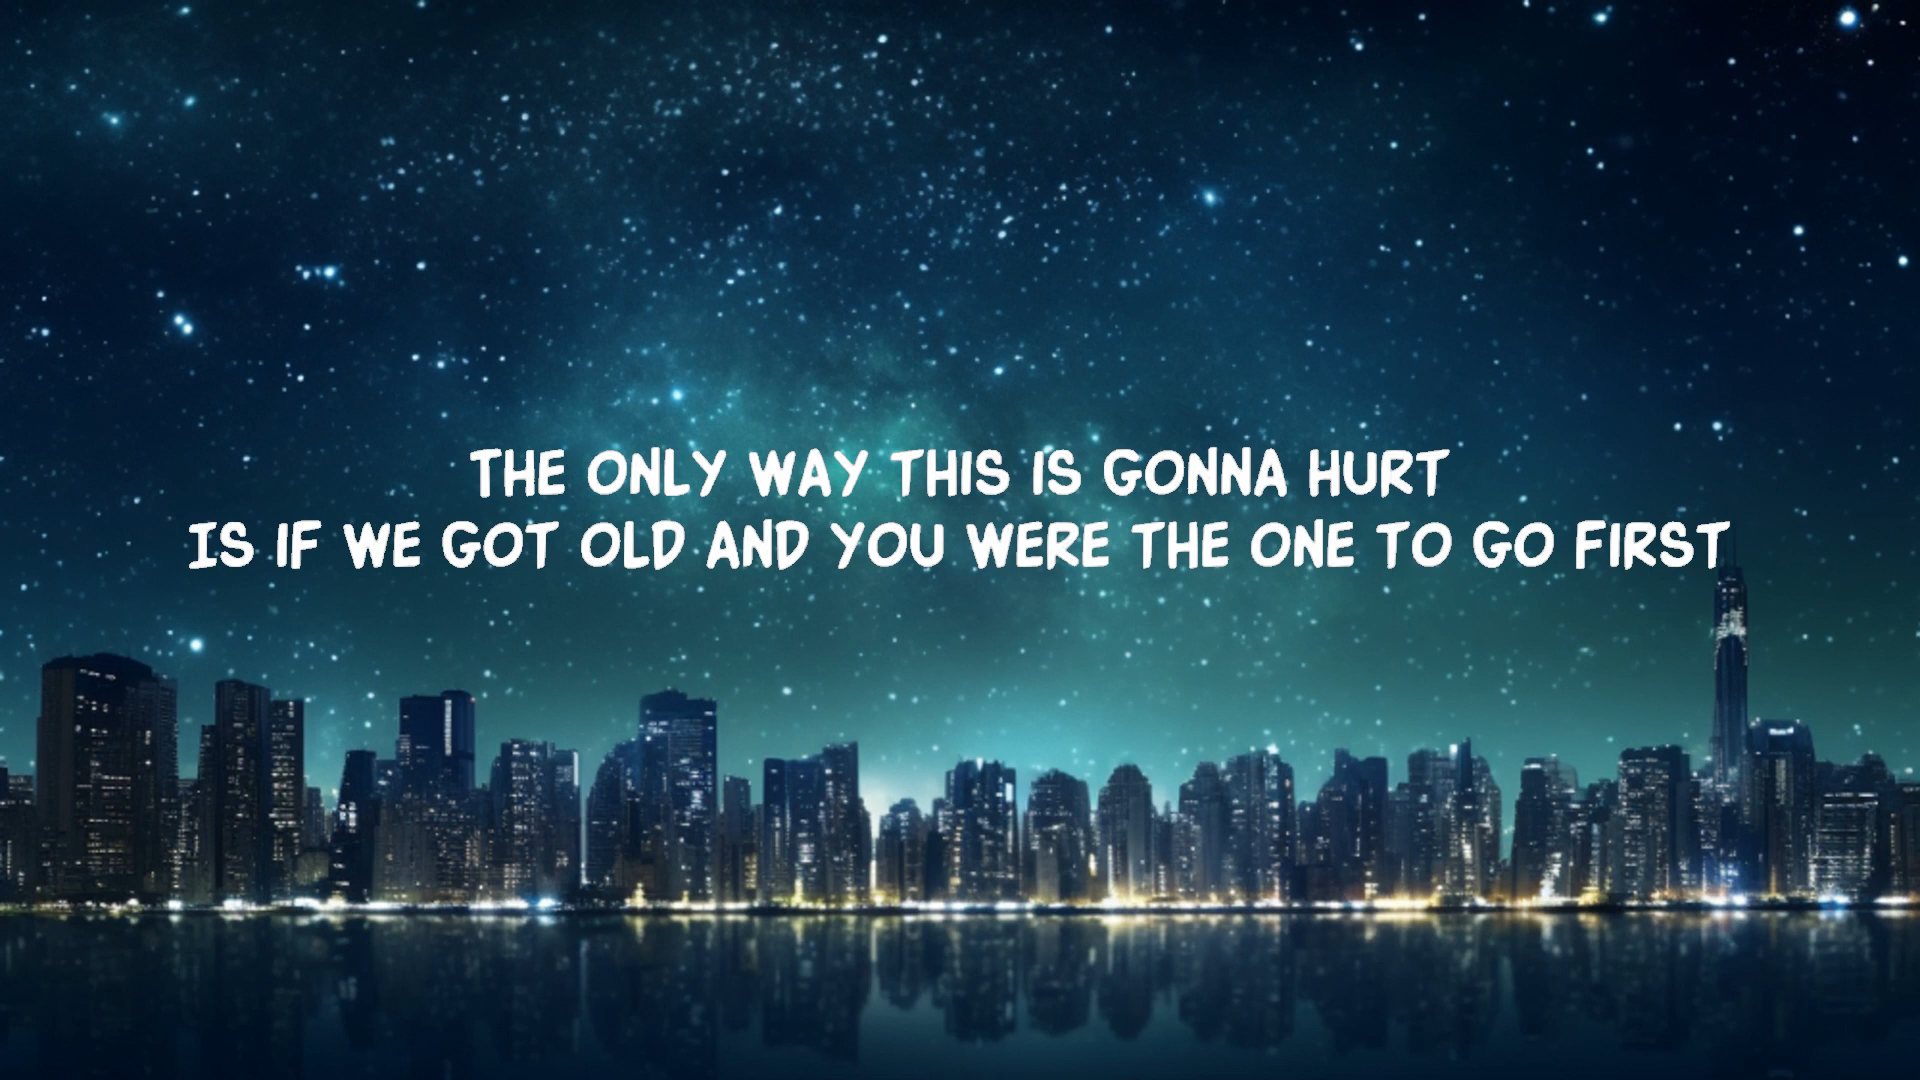 THE ONLY WAY THIS IS GONNA HURT
IS IF WE GOT OLD AND YOU WERE THE ONE TO GO FIRST